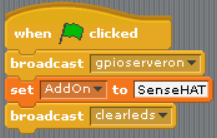 when clicked
broadcast gpioserveron
set AddOn to SenseHAT
broadcast clearleds